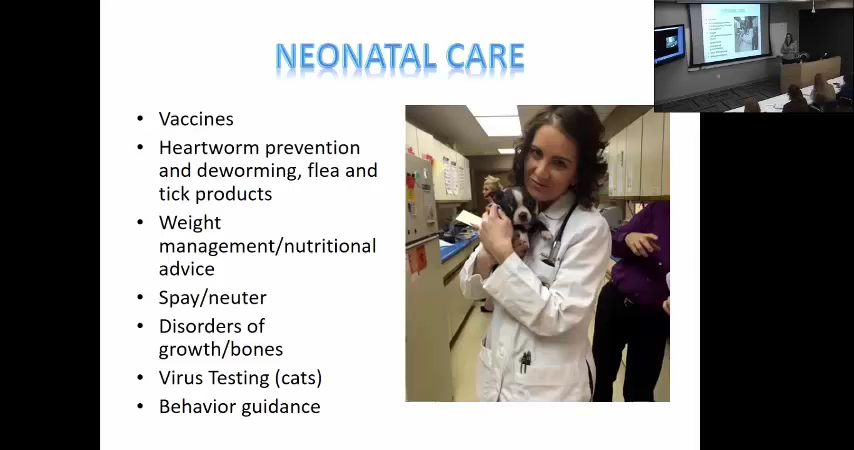 NEONATAL CARE
• Vaccines
• Heartworm prevention
and deworming, flea and
tick products
• Weight
management/nutritional
advice
• Spay/neuter
• Disorders of
growth/bones
• Virus Testing (cats)
• Behavior guidance